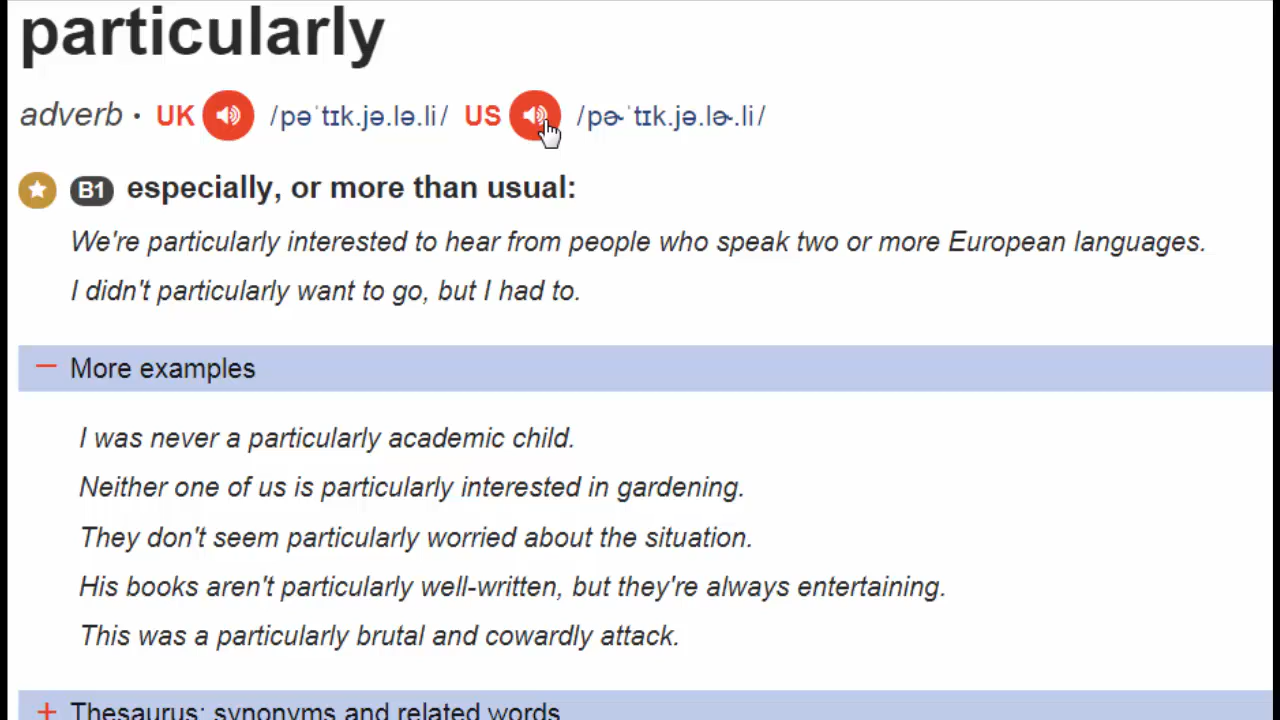 particularly
adverb · UK /pəˈtɪk.jə.lə.li/ US /pɚˈtɪk.jə.lɚ.li/
B1 especially, or more than usual:
We're particularly interested to hear from people who speak two or more European languages.
I didn't particularly want to go, but I had to.
More examples
I was never a particularly academic child.
Neither one of us is particularly interested in gardening.
They don't seem particularly worried about the situation.
His books aren't particularly well-written, but they're always entertaining.
This was a particularly brutal and cowardly attack.
Thesaurus: synonyms and related words